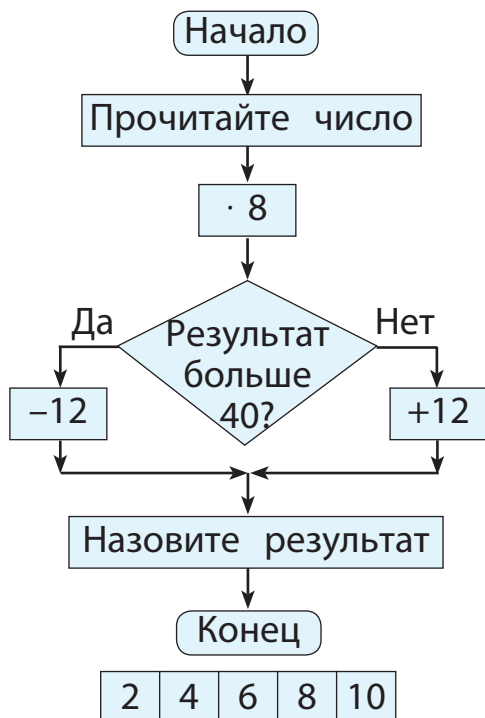 Начало
Прочитайте число
· 8
Да
Нет
Результат
больше
40?
–12
+12
Назовите результат
Конец
2 4 6 8 10